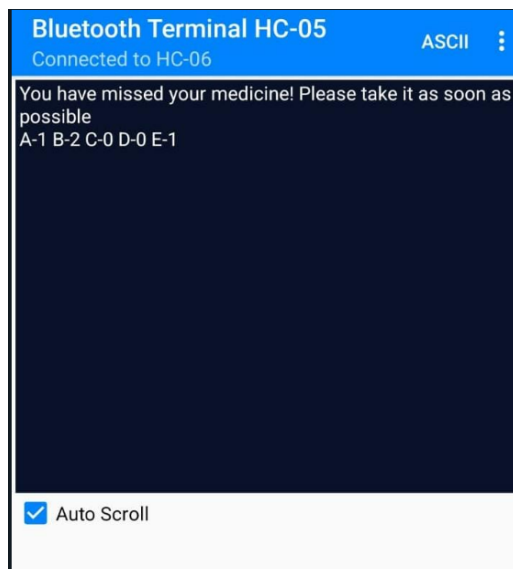 Bluetooth Terminal HC-05
Connected to HC-06
ASCII
You have missed your medicine! Please take it as soon as
possible
A-1 B-2 C-0 D-0 E-1
Auto Scroll